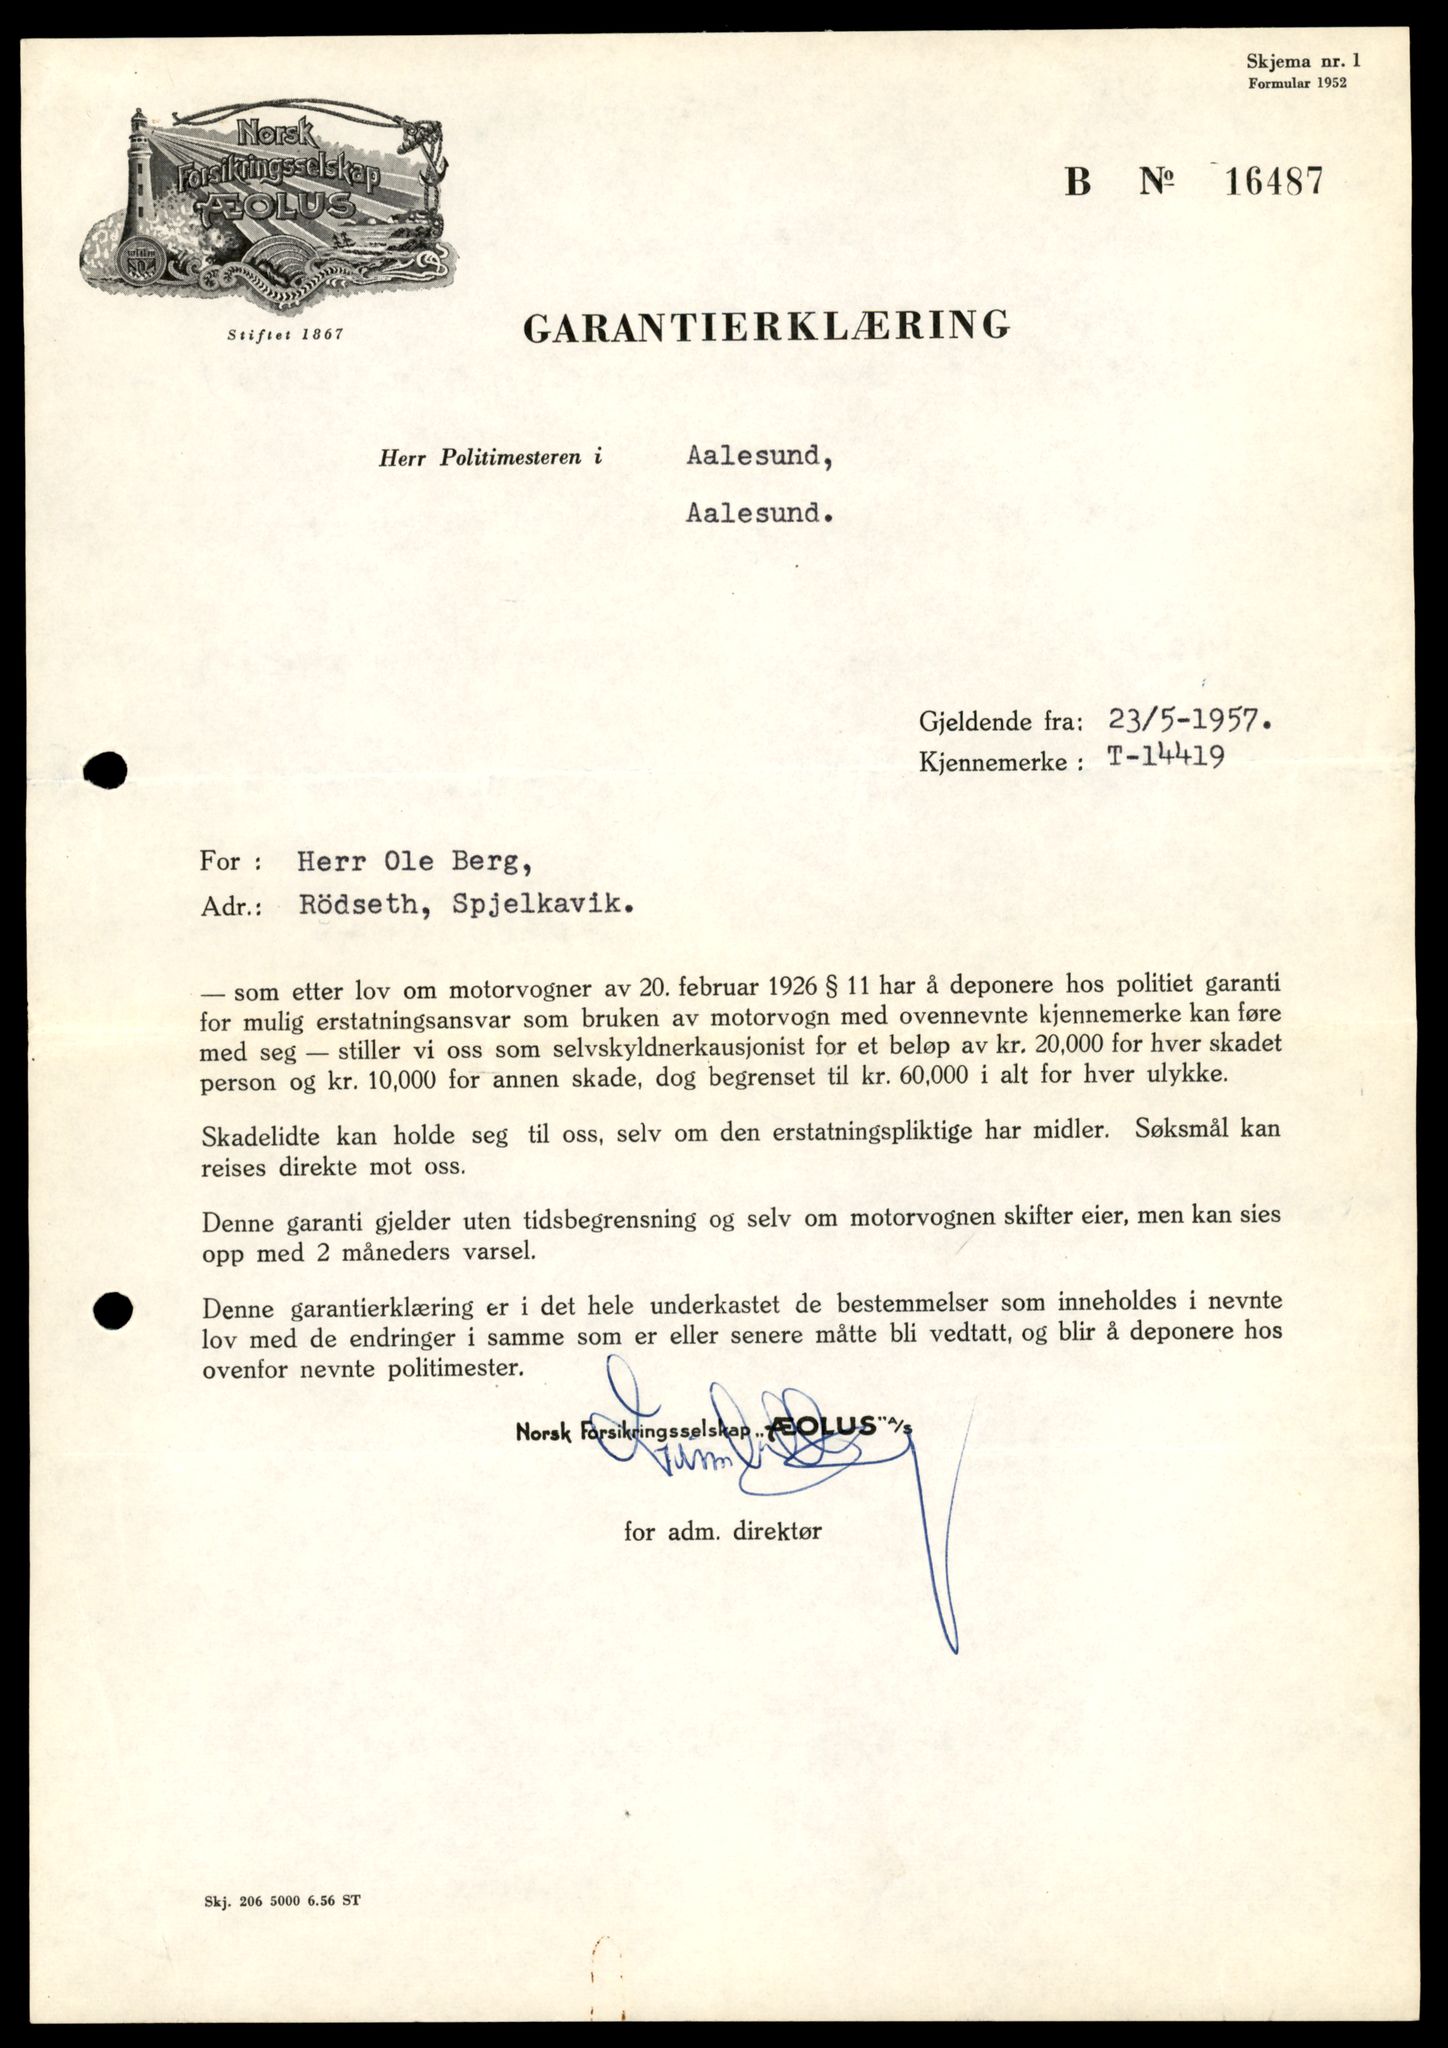 Skjema nr. 1
Formular 1952
Norsk
Forsikringsselskap
ÆOLUS
Stiftet 1867
B № 16487
GARANTIERKLÆRING
Herr Politimesteren i Aalesund,
Aalesund.
Gjeldende fra: 23/5-1957.
Kjennemerke : T-14419
For : Herr Ole Berg,
Adr.: Rödseth, Spjelkavik.
— som etter lov om motorvogner av 20. februar 1926 § 11 har å deponere hos politiet garanti
for mulig erstatningsansvar som bruken av motorvogn med ovennevnte kjennemerke kan føre
med seg — stiller vi oss som selvskyldnerkausjonist for et beløp av kr. 20,000 for hver skadet
person og kr. 10,000 for annen skade, dog begrenset til kr. 60,000 i alt for hver ulykke.
Skadelidte kan holde seg til oss, selv om den erstatningspliktige har midler. Søksmål kan
reises direkte mot oss.
Denne garanti gjelder uten tidsbegrensning og selv om motorvognen skifter eier, men kan sies
opp med 2 måneders varsel.
Denne garantierklæring er i det hele underkastet de bestemmelser som inneholdes i nevnte
lov med de endringer i samme som er eller senere måtte bli vedtatt, og blir å deponere hos
ovenfor nevnte politimester.
Norsk Forsikringsselskap „ÆOLUS" A/S
for adm. direktør
Skj. 206 5000 6.56 ST